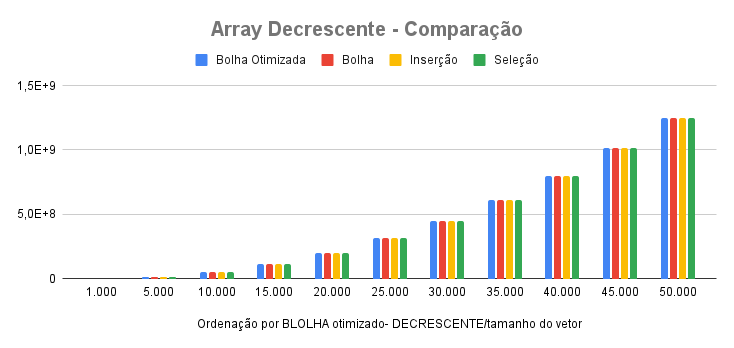 Array Decrescente - Comparação
Bolha Otimizada Bolha Inserção Seleção
1,5E+9
1,0E+9
5,0E+8
0
1.000 5.000 10.000 15.000 20.000 25.000 30.000 35.000 40.000 45.000 50.000
Ordenação por BLOLHA otimizado- DECRESCENTE/tamanho do vetor